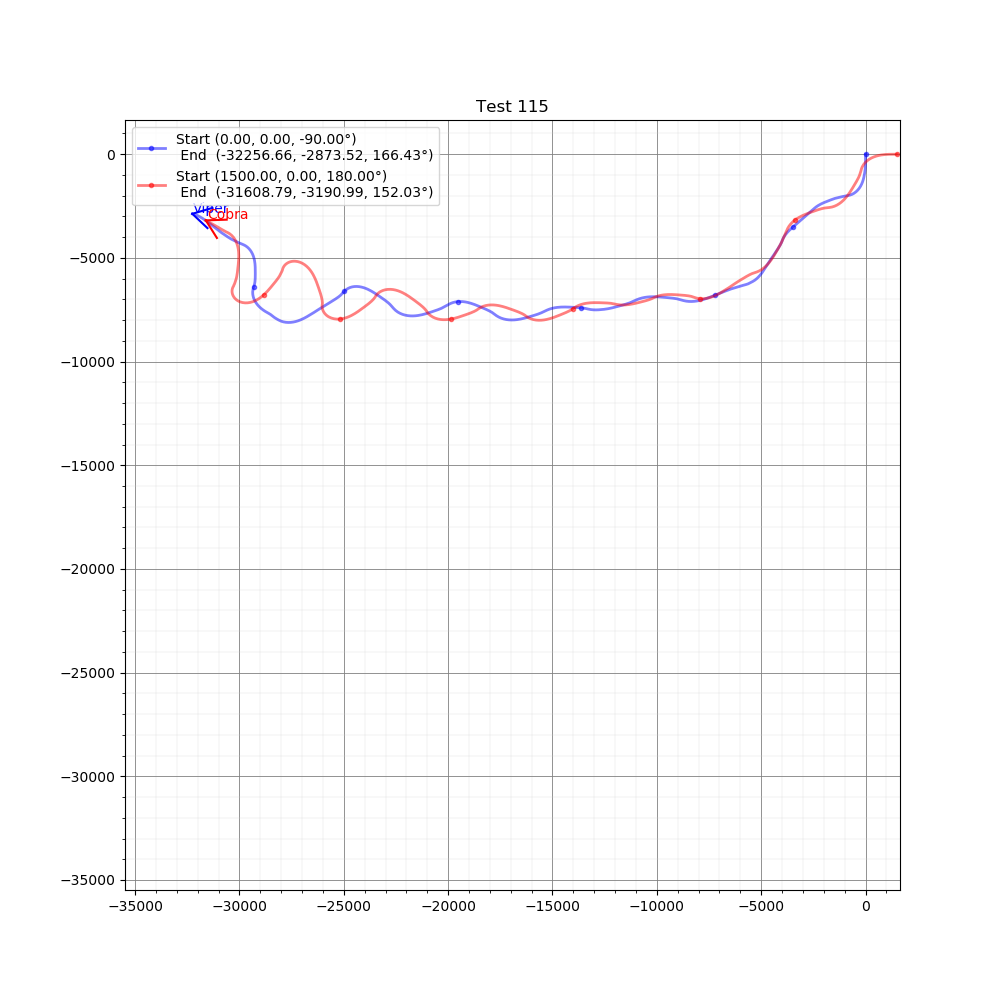 Test 115
Start (0.00, 0.00, -90.00°)
End  (-32256.66, -2873.52, 166.43°)
Start (1500.00, 0.00, 180.00°)
End  (-31608.79, -3190.99, 152.03°)
Viper
Cobra
0
−5000
−10000
−15000
−20000
−25000
−30000
−35000
−35000 −30000 −25000 −20000 −15000 −10000 −5000 0